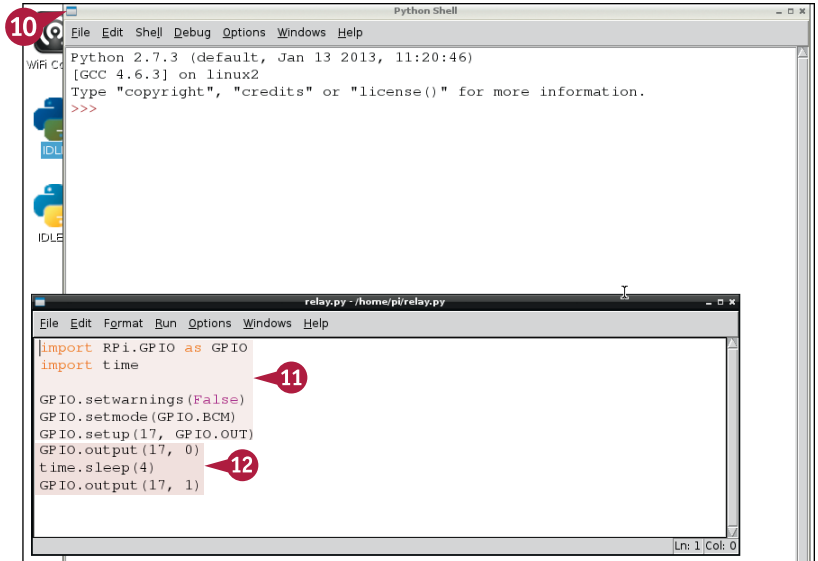 10
Python Shell
File Edit Shell Debug Options Windows Help
WiFi Co
Python 2.7.3 (default, Jan 13 2013, 11:20:46)
[GCC 4.6.3] on linux2
Type "copyright", "credits" or "license()" for more information.
>>>
IDL
IDLE
relay.py - /home/pi/relay.py
File Edit Format Run Options Windows Help
import RPi.GPIO as GPIO
import time
11
GPIO.setwarnings(False)
GPIO.setmode(GPIO.BCM)
GPIO.setup(17, GPIO.OUT)
GPIO.output(17, 0)
time.sleep(4)
12
GPIO.output(17, 1)
Ln: 1 Col: 0